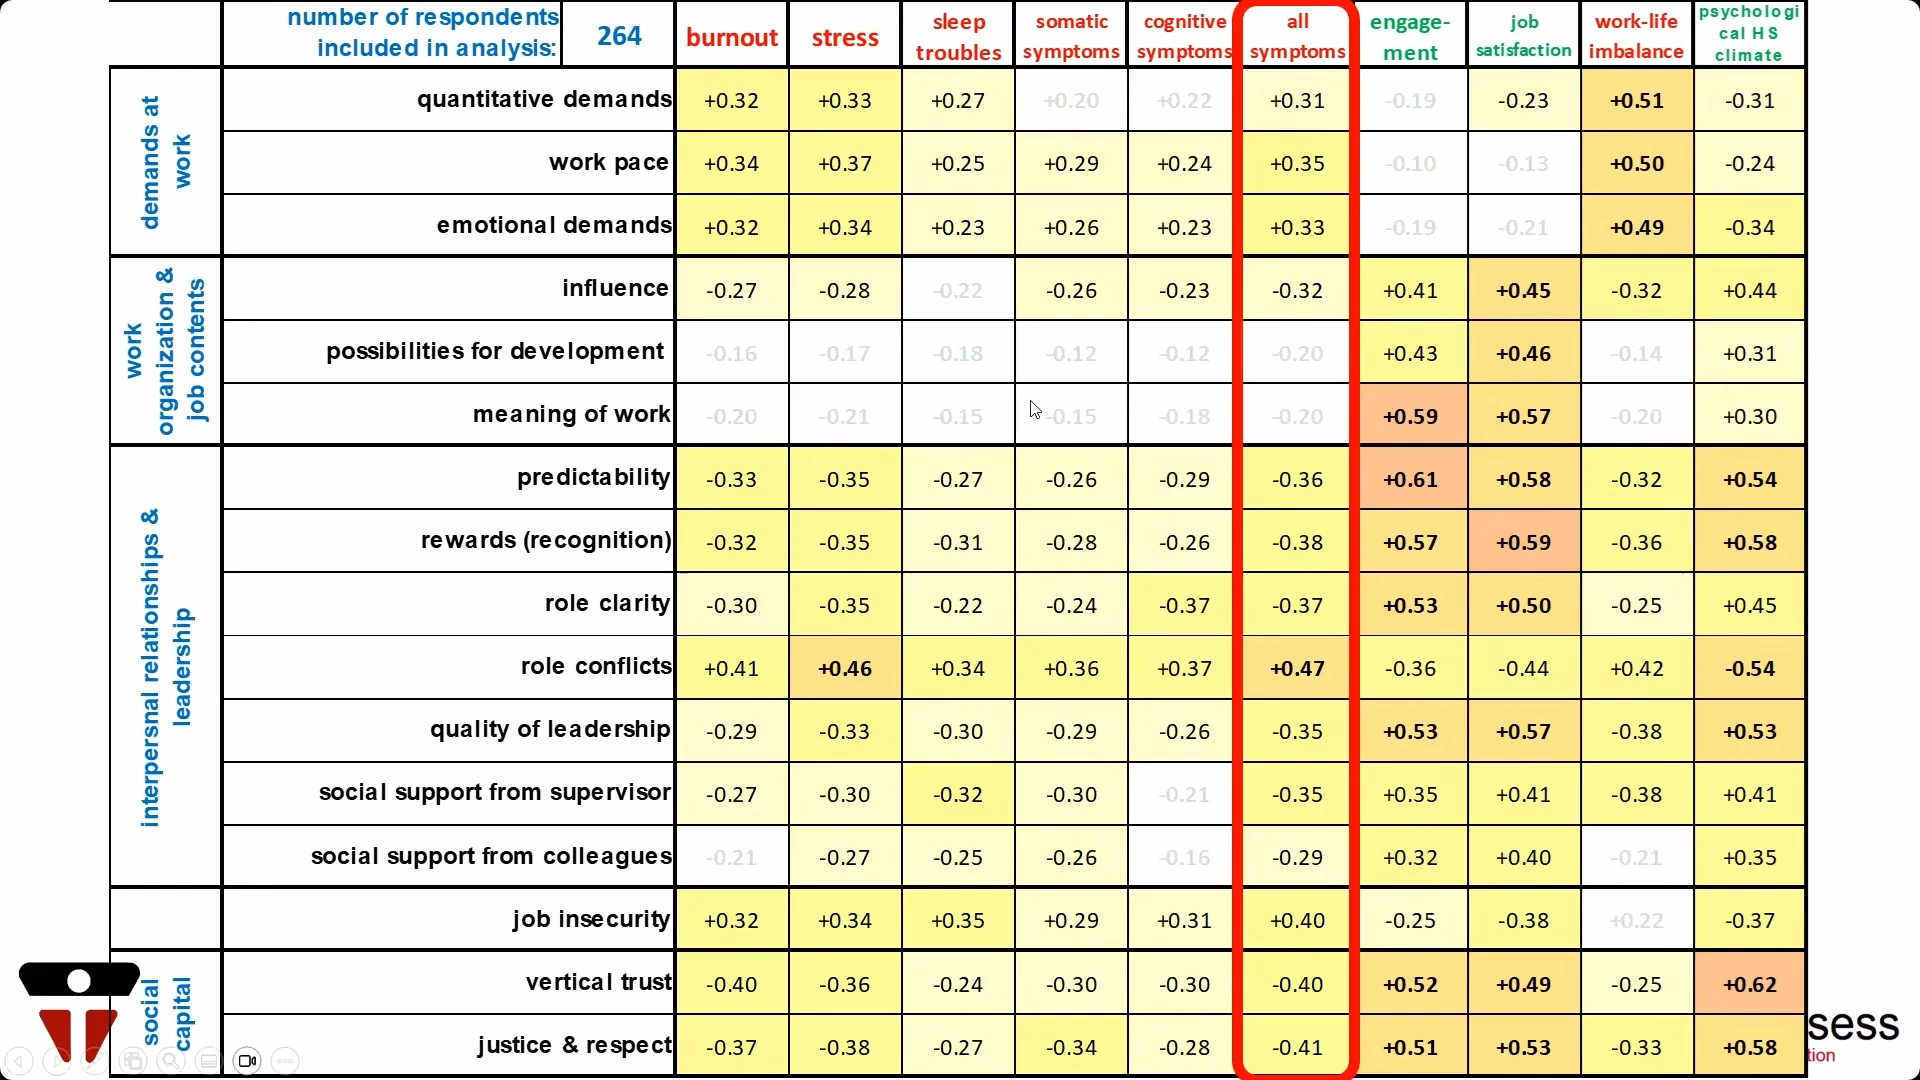 number of respondents included in analysis: 264 burnout stress sleep troubles somatic symptoms cognitive symptoms all symptoms engage-ment job satisfaction work-life imbalance psychologi cal H S climate
demands at work
quantitative demands +0.32 +0.33 +0.27 +0.20 +0.22 +0.31 -0.19 -0.23 +0.51 -0.31
work pace +0.34 +0.37 +0.25 +0.29 +0.24 +0.35 -0.10 -0.13 +0.50 -0.24
emotional demands +0.32 +0.34 +0.23 +0.26 +0.23 +0.33 -0.19 -0.21 +0.49 -0.34
work organization & job contents
influence -0.27 -0.28 -0.22 -0.26 -0.23 -0.32 +0.41 +0.45 -0.32 +0.44
possibilities for development -0.16 -0.17 -0.18 -0.12 -0.12 -0.20 +0.43 +0.46 -0.14 +0.31
meaning of work -0.20 -0.21 -0.15 -0.15 -0.18 -0.20 +0.59 +0.57 -0.20 +0.30
interpersnal relationships & leadership
predictability -0.33 -0.35 -0.27 -0.26 -0.29 -0.36 +0.61 +0.58 -0.32 +0.54
rewards (recognition) -0.32 -0.35 -0.31 -0.28 -0.26 -0.38 +0.57 +0.59 -0.36 +0.58
role clarity -0.30 -0.35 -0.22 -0.24 -0.37 -0.37 +0.53 +0.50 -0.25 +0.45
role conflicts +0.41 +0.46 +0.34 +0.36 +0.37 +0.47 -0.36 -0.44 +0.42 -0.54
quality of leadership -0.29 -0.33 -0.30 -0.29 -0.26 -0.35 +0.53 +0.57 -0.38 +0.53
social support from supervisor -0.27 -0.30 -0.32 -0.30 -0.21 -0.35 +0.35 +0.41 -0.38 +0.41
social support from colleagues -0.21 -0.27 -0.25 -0.26 -0.16 -0.29 +0.32 +0.40 -0.21 +0.35
job insecurity +0.32 +0.34 +0.35 +0.29 +0.31 +0.40 -0.25 -0.38 +0.22 -0.37
social capital
vertical trust -0.40 -0.36 -0.24 -0.30 -0.30 -0.40 +0.52 +0.49 -0.25 +0.62
justice & respect -0.37 -0.38 -0.27 -0.34 -0.28 -0.41 +0.51 +0.53 -0.33 +0.58
sess
tion